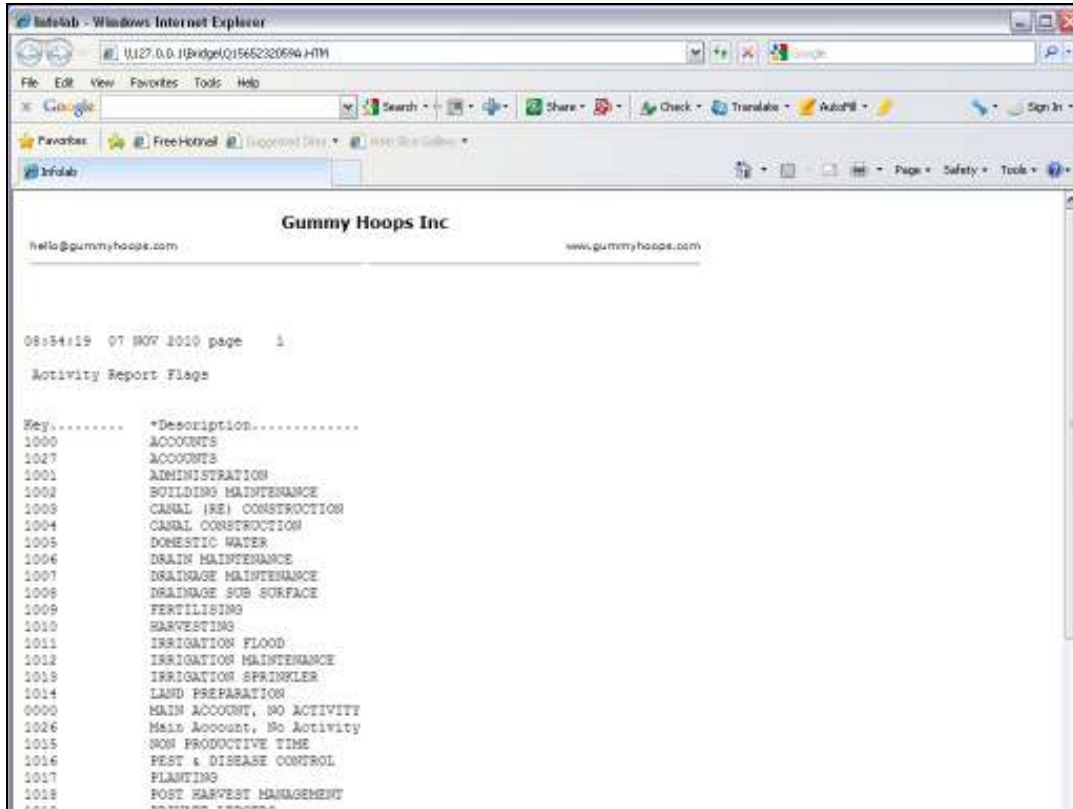 Infolab - Windows Internet Explorer
File Edit View Favorites Tools Help
Google Search Share Check Translate AutoFill Sign In
Favorites Free Hotmail Suggested Sites
Infolab Page Safety Tools
Gummy Hoops Inc
hello@gummyhoops.com www.gummyhoops.com
08:54:19 07 NOV 2010 page 1
Activity Report Flags
Key......... *Description.............
1000 ACCOUNTS
1027 ACCOUNTS
1001 ADMINISTRATION
1002 BUILDING MAINTENANCE
1003 CANAL (RE) CONSTRUCTION
1004 CANAL CONSTRUCTION
1005 DOMESTIC WATER
1006 DRAIN MAINTENANCE
1007 DRAINAGE MAINTENANCE
1008 DRAINAGE SUB SURFACE
1009 FERTILISING
1010 HARVESTING
1011 IRRIGATION FLOOD
1012 IRRIGATION MAINTENANCE
1013 IRRIGATION SPRINKLER
1014 LAND PREPARATION
0000 MAIN ACCOUNT, NO ACTIVITY
1026 Main Account, No Activity
1015 NON PRODUCTIVE TIME
1016 PEST & DISEASE CONTROL
1017 PLANTING
1018 POST HARVEST MANAGEMENT